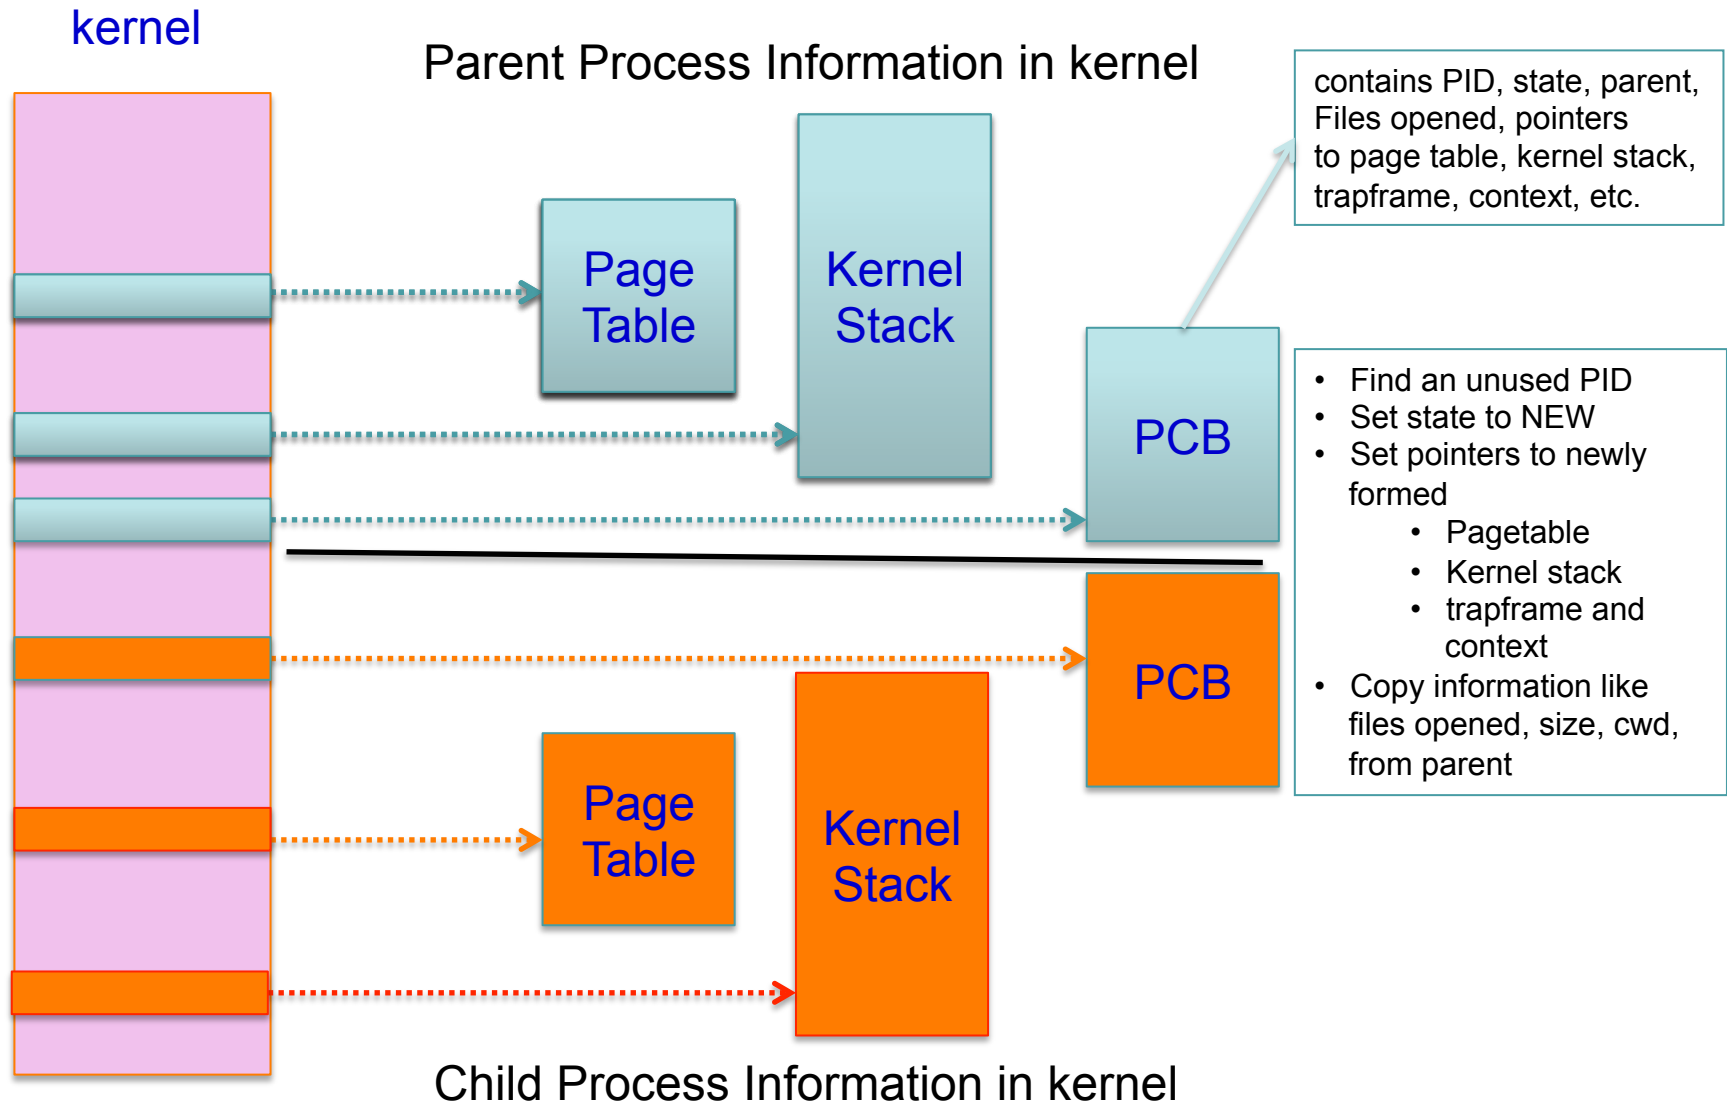 kernel
Parent Process Information in kernel
contains PID, state, parent,
Files opened, pointers
to page table, kernel stack,
trapframe, context, etc.
Page
Table
Kernel
Stack
PCB
• Find an unused PID
• Set state to NEW
• Set pointers to newly
formed
• Pagetable
• Kernel stack
• trapframe and
context
• Copy information like
files opened, size, cwd,
from parent
PCB
Page
Table
Kernel
Stack
Child Process Information in kernel